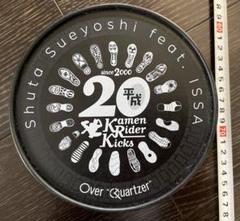 Shuta Sueyoshi feat. ISSA
since 2000
20
平成
Kamen
Rider
Kicks
Over "Quartzer"